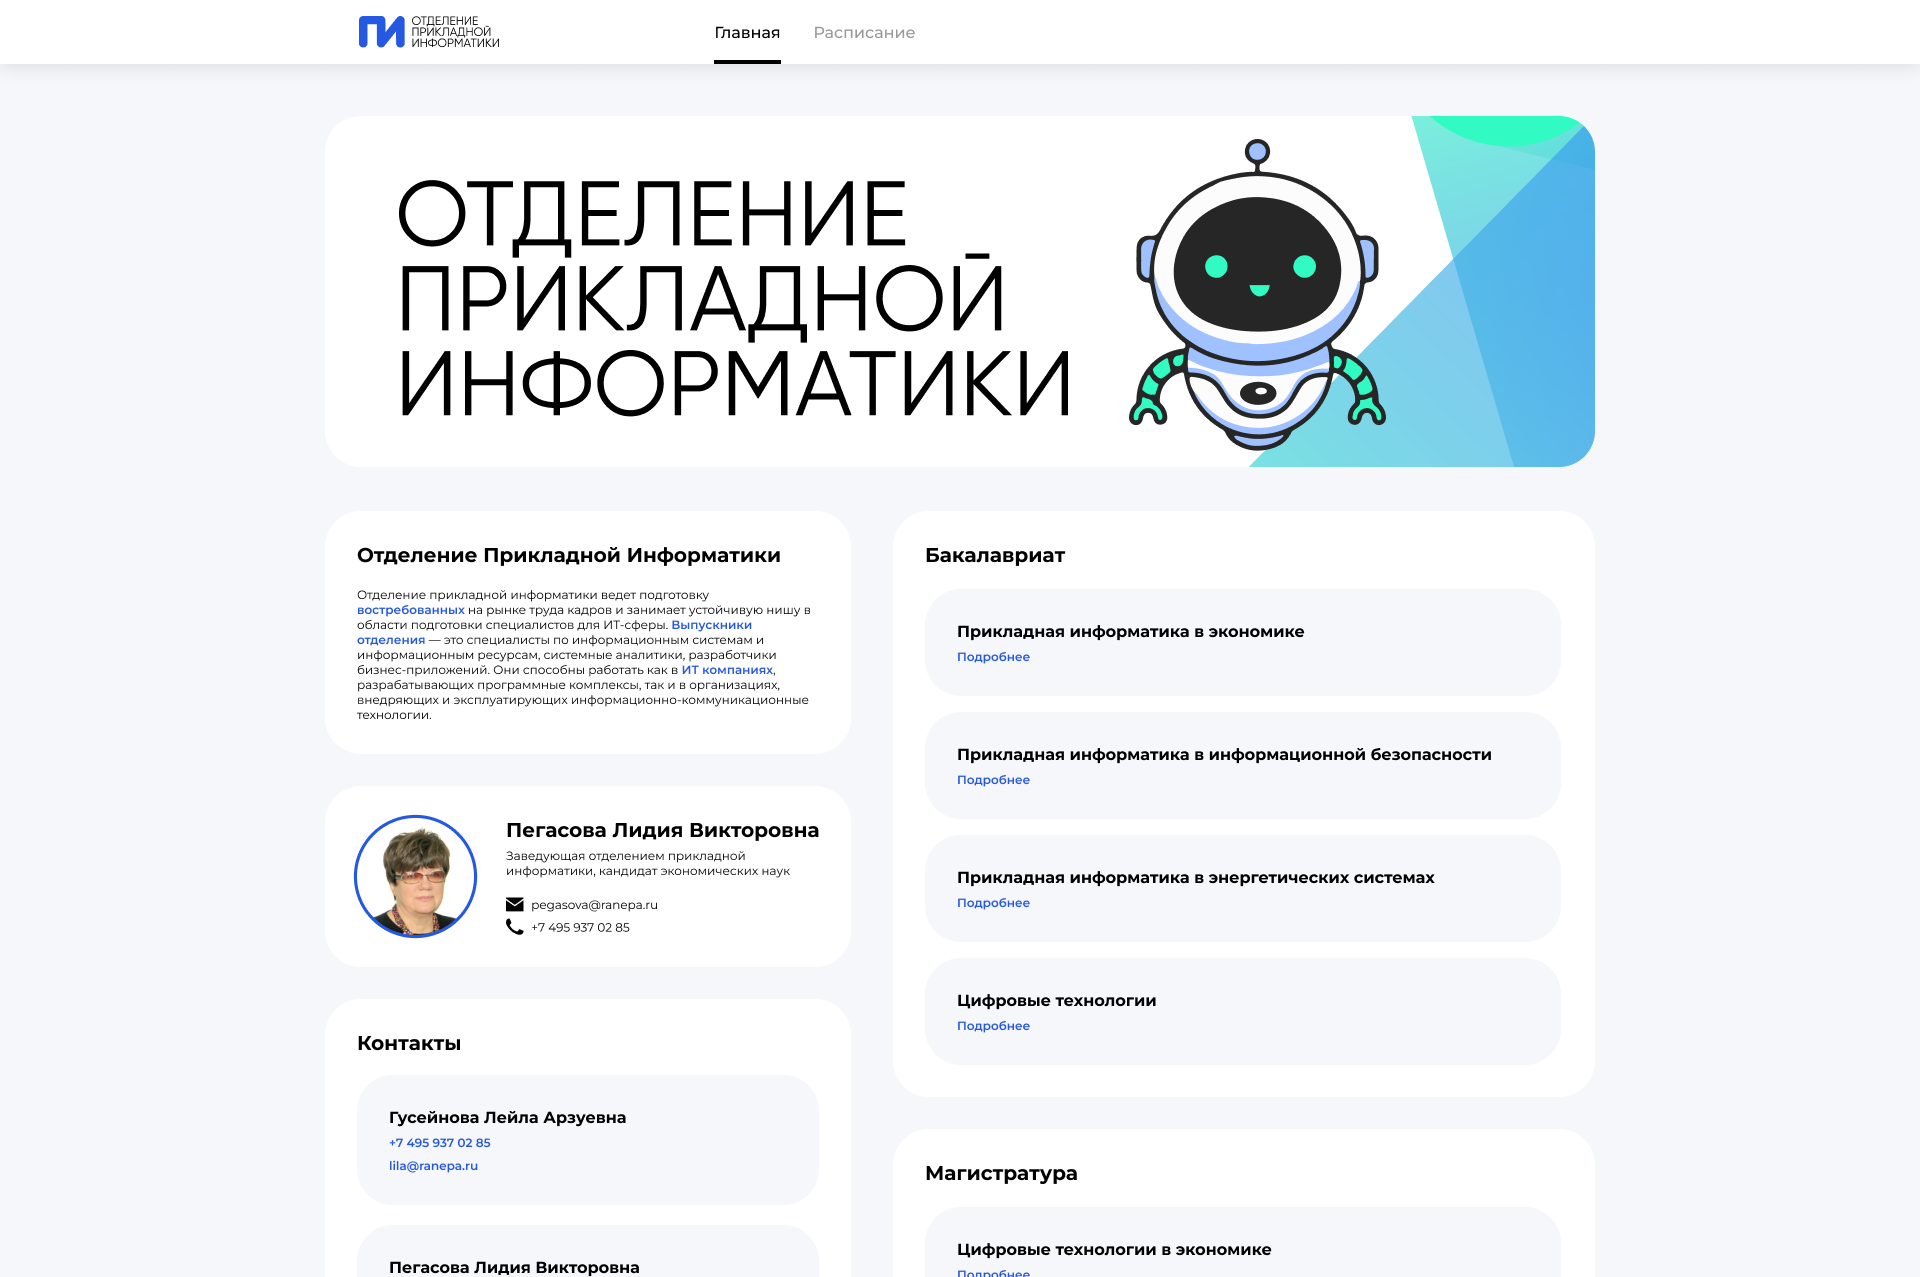 ПИ
ОТДЕЛЕНИЕ
ПРИКЛАДНОЙ
ИНФОРМАТИКИ
Главная
Расписание
ОТДЕЛЕНИЕ
ПРИКЛАДНОЙ
ИНФОРМАТИКИ
Отделение Прикладной Информатики
Отделение прикладной информатики ведет подготовку
востребованных на рынке труда кадров и занимает устойчивую нишу в
области подготовки специалистов для ИТ-сферы. Выпускники
отделения — это специалисты по информационным системам и
информационным ресурсам, системные аналитики, разработчики
бизнес-приложений. Они способны работать как в ИТ компаниях,
разрабатывающих программные комплексы, так и в организациях,
внедряющих и эксплуатирующих информационно-коммуникационные
технологии.
Пегасова Лидия Викторовна
Заведующая отделением прикладной
информатики, кандидат экономических наук
pegasova@ranepa.ru
+7 495 937 02 85
Контакты
Гусейнова Лейла Арзуевна
+7 495 937 02 85
lila@ranepa.ru
Пегасова Лидия Викторовна
Бакалавриат
Прикладная информатика в экономике
Подробнее
Прикладная информатика в информационной безопасности
Подробнее
Прикладная информатика в энергетических системах
Подробнее
Цифровые технологии
Подробнее
Магистратура
Цифровые технологии в экономике
Подробнее